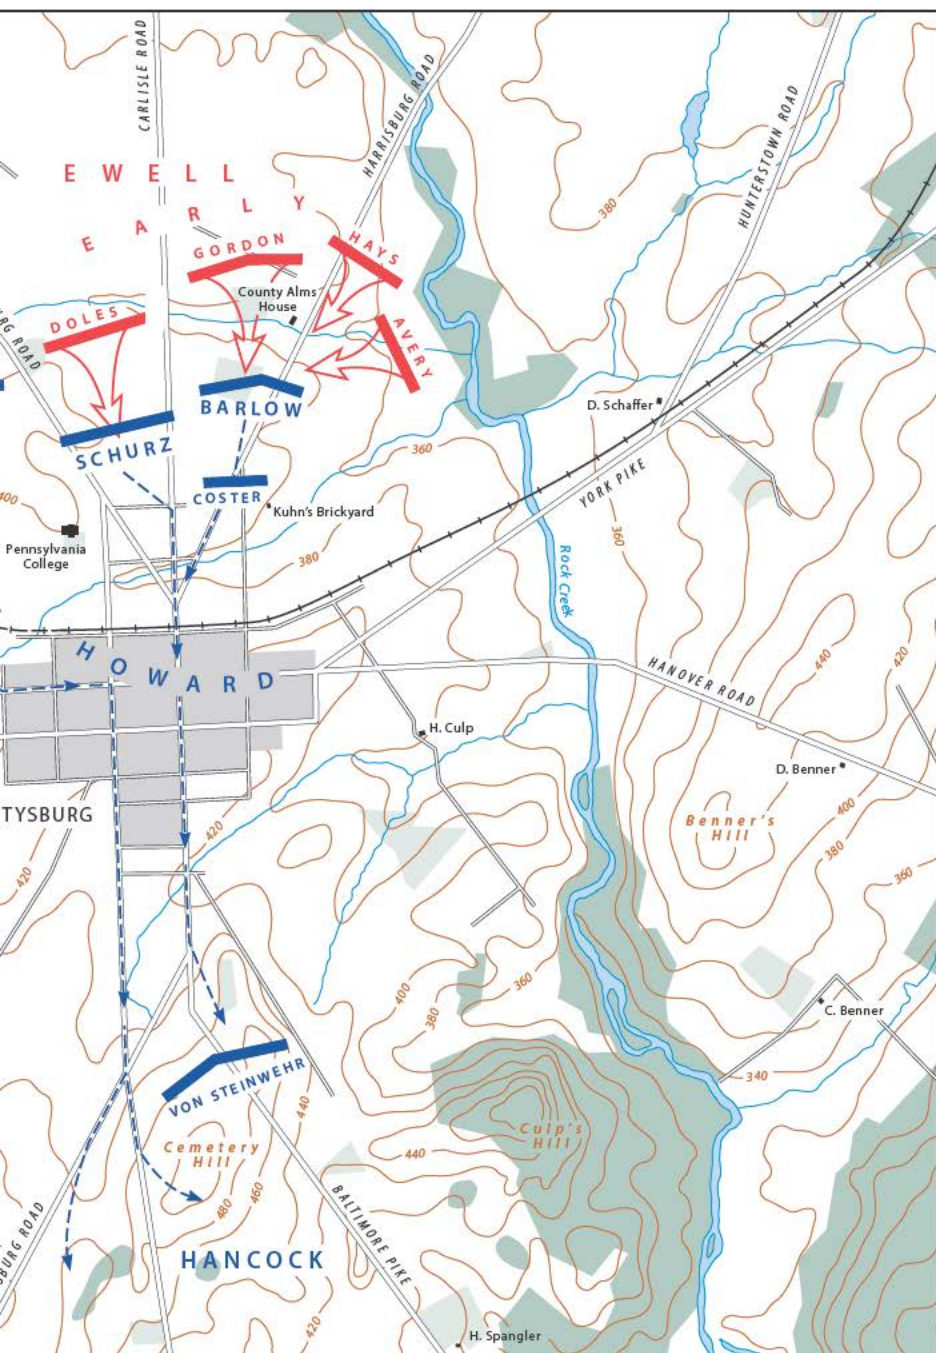 CARLISLE ROAD
HARRISBURG ROAD
HUNTERSTOWN ROAD
EWELL
EARLY
380
GORDON
HAYS
County Alms
House
DOLES
AVERY
RG ROAD
BARLOW
D. Schaffer
SCHURZ
360
YORK PIKE
COSTER
400
Kuhn's Brickyard
Pennsylvania
College
380
360
Rock Creek
HOWARD
HANOVER ROAD
440
420
H. Culp
D. Benner
TYSBURG
420
Benner's
Hill
400
380
420
360
400
360
380
C. Benner
VON STEINWEHR
340
440
Culp's
Hill
Cemetery
Hill
440
480
460
BALTIMORE PIKE
SBURG ROAD
HANCOCK
420
H. Spangler